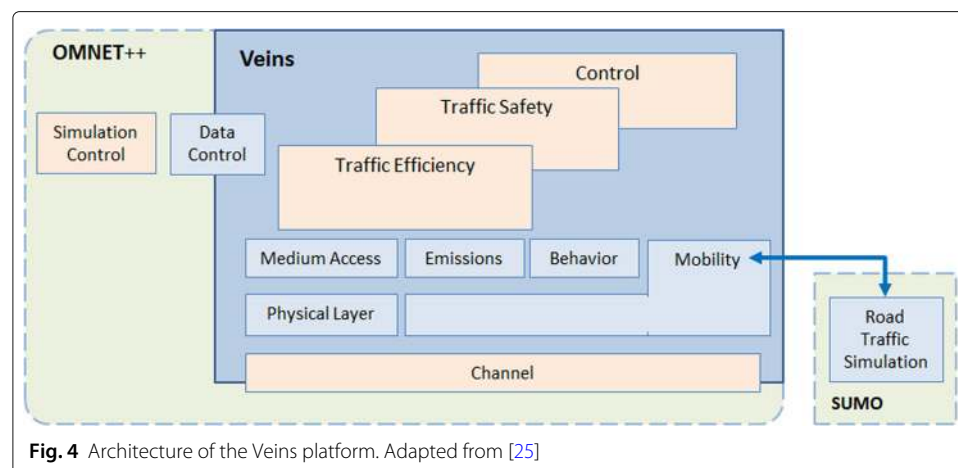 OMNET++
Veins
Control
Traffic Safety
Traffic Efficiency
Simulation
Control
Data
Control
Medium Access
Emissions
Behavior
Mobility
Physical Layer
Channel
Road
Traffic
Simulation
SUMO
Fig. 4 Architecture of the Veins platform. Adapted from [25]